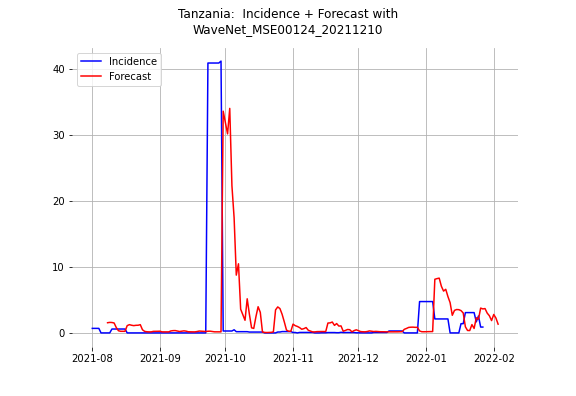 Tanzania:  Incidence + Forecast with
WaveNet_MSE00124_20211210
Incidence
Forecast
40
30
20
10
0
2021-08 2021-09 2021-10 2021-11 2021-12 2022-01 2022-02